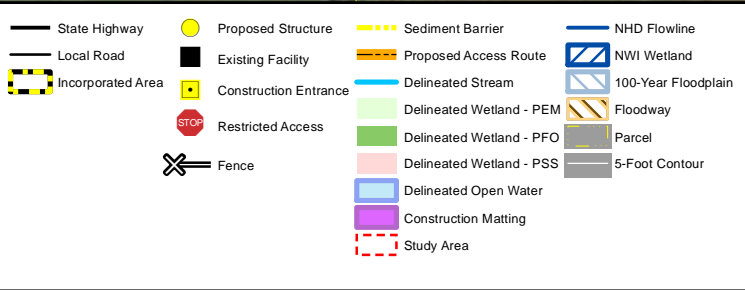 State Highway
Local Road
Incorporated Area
Proposed Structure
Existing Facility
Construction Entrance
STOP
Restricted Access
Fence
Sediment Barrier
Proposed Access Route
Delineated Stream
Delineated Wetland - PEM
Delineated Wetland - PFO
Delineated Wetland - PSS
Delineated Open Water
Construction Matting
Study Area
NHD Flowline
NWI Wetland
100-Year Floodplain
Floodway
Parcel
5-Foot Contour